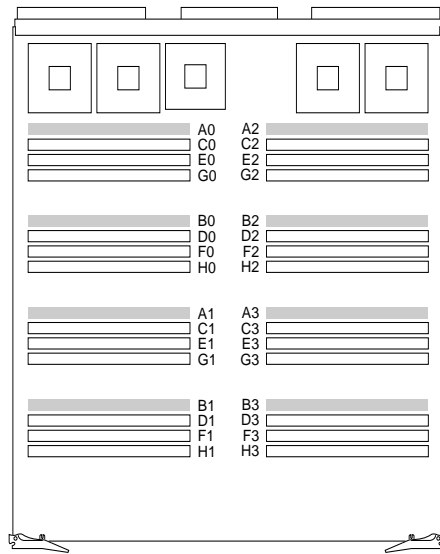 A0 A2
C0 C2
E0 E2
G0 G2
B0 B2
D0 D2
F0 F2
H0 H2
A1 A3
C1 C3
E1 E3
G1 G3
B1 B3
D1 D3
F1 F3
H1 H3